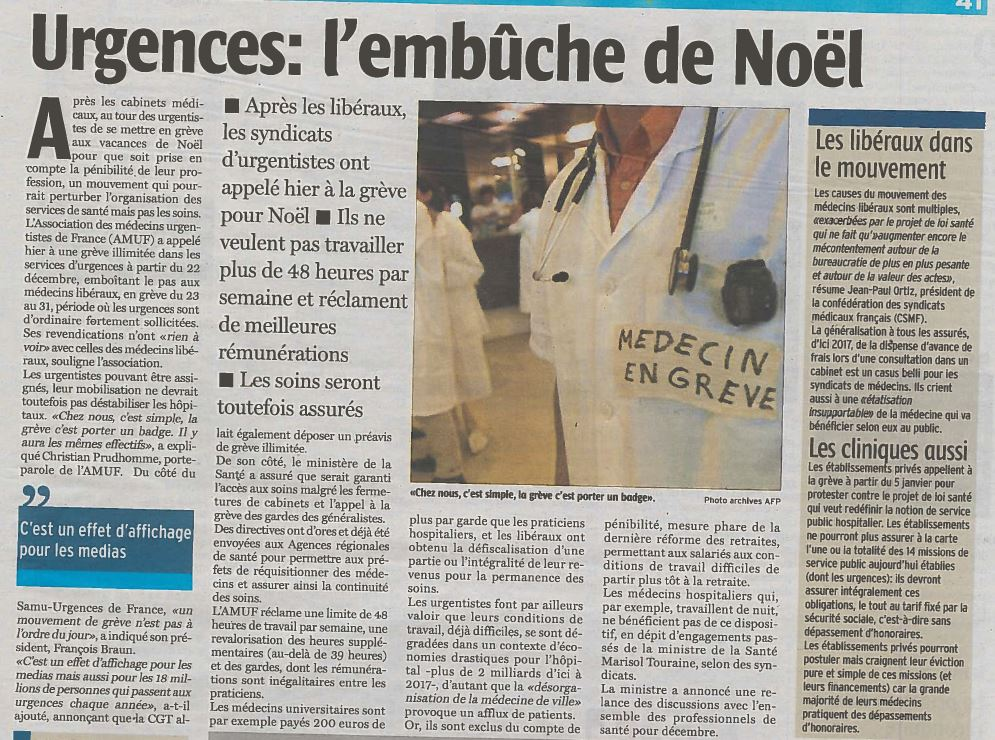 41
Urgences: l'embûche de Noël
Après les cabinets médi-
caux, au tour des urgentis-
tes de se mettre en grève
aux vacances de Noël
pour que soit prise en
compte la pénibilité de leur pro-
fession, un mouvement qui pour-
rait perturber l'organisation des
services de santé mais pas les soins.
L'Association des médecins urgen-
tistes de France (AMUF) a appelé
hier à une grève illimitée dans les
services d'urgences à partir du 22
décembre, emboîtant le pas aux
médecins libéraux, en grève du 23
au 31, période où les urgences sont
d'ordinaire fortement sollicitées.
Ses revendications n'ont «rien à
voir» avec celles des médecins libé-
raux, souligne l'association.
Les urgentistes pouvant être assi-
gnés, leur mobilisation ne devrait
toutefois pas déstabiliser les hôpi-
taux. «Chez nous, c'est simple, la
grève c'est porter un badge. Il y
aura les mêmes effectifs», a expli-
qué Christian Prudhomme, porte-
parole de l'AMUF. Du côté du
”
C'est un effet d'affichage
pour les medias
Samu-Urgences de France, «un
mouvement de grève n'est pas à
l'ordre du jour», a indiqué son pré-
sident, François Braun.
«C'est un effet d'affichage pour les
medias mais aussi pour les 18 mil-
lions de personnes qui passent aux
urgences chaque année», a-t-il
ajouté, annonçant que la CGT al-
■ Après les libéraux,
les syndicats
d'urgentistes ont
appelé hier à la grève
pour Noël ■ Ils ne
veulent pas travailler
plus de 48 heures par
semaine et réclament
de meilleures
rémunérations
■ Les soins seront
toutefois assurés
lait également déposer un préavis
de grève illimitée.
De son côté, le ministère de la
Santé a assuré que serait garanti
l'accès aux soins malgré les ferme-
tures de cabinets et l'appel à la
grève des gardes des généralistes.
Des directives ont d'ores et déjà été
envoyées aux Agences régionales
de santé pour permettre aux pré-
fets de réquisitionner des méde-
cins et assurer ainsi la continuité
des soins.
L'AMUF réclame une limite de 48
heures de travail par semaine, une
revalorisation des heures supplé-
mentaires (au-delà de 39 heures)
et des gardes, dont les rémunéra-
tions sont inégalitaires entre les
praticiens.
Les médecins universitaires sont
par exemple payés 200 euros de
MEDECIN
EN GREVE
«Chez nous, c'est simple, la grève c'est porter un badge».
Photo archives AFP
plus par garde que les praticiens
hospitaliers, et les libéraux ont
obtenu la défiscalisation d'une
partie ou l'intégralité de leur re-
venus pour la permanence des
soins.
Les urgentistes font par ailleurs
valoir que leurs conditions de
travail, déjà difficiles, se sont dé-
gradées dans un contexte d'éco-
nomies drastiques pour l'hôpi-
tal -plus de 2 milliards d'ici à
2017-, d'autant que la «désorga-
nisation de la médecine de ville»
provoque un afflux de patients.
Or, ils sont exclus du compte de
pénibilité, mesure phare de la
dernière réforme des retraites,
permettant aux salariés aux con-
ditions de travail difficiles de
partir plus tôt à la retraite.
Les médecins hospitaliers qui,
par exemple, travaillent de nuit,
ne bénéficient pas de ce disposi-
tif, en dépit d'engagements pas-
sés de la ministre de la Santé
Marisol Touraine, selon des syn-
dicats.
La ministre a annoncé une re-
lance des discussions avec l'en-
semble des professionnels de
santé pour décembre.
Les libéraux dans
le mouvement
Les causes du mouvement des
médecins libéraux sont multiples,
«exacerbées par le projet de loi santé
qui ne fait qu'»augmenter encore le
mécontentement autour de la
bureaucratie de plus en plus pesante
et autour de la valeur des actes»,
résume Jean-Paul Ortiz, président de
la confédération des syndicats
médicaux français (CSMF).
La généralisation à tous les assurés,
d'ici 2017, de la dispense d'avance de
frais lors d'une consultation dans un
cabinet est un casus belli pour les
syndicats de médecins. Ils crient
aussi à une «étatisation
insupportable» de la médecine qui va
bénéficier selon eux au public.
Les cliniques aussi
Les établissements privés appellent
à la grève à partir du 5 janvier pour
protester contre le projet de loi santé
qui veut redéfinir la notion de service
public hospitalier. Les établissements
ne pourront plus assurer à la carte
l'une ou la totalité des 14 missions de
service public aujourd'hui établies
(dont les urgences): ils devront
assurer intégralement ces
obligations, le tout au tarif fixé par la
sécurité sociale, c'est-à-dire sans
dépassement d'honoraires.
Les établissements privés pourront
postuler mais craignent leur éviction
pure et simple de ces missions (et
leurs financements) car la grande
majorité de leurs médecins
pratiquent des dépassements
d'honoraires.